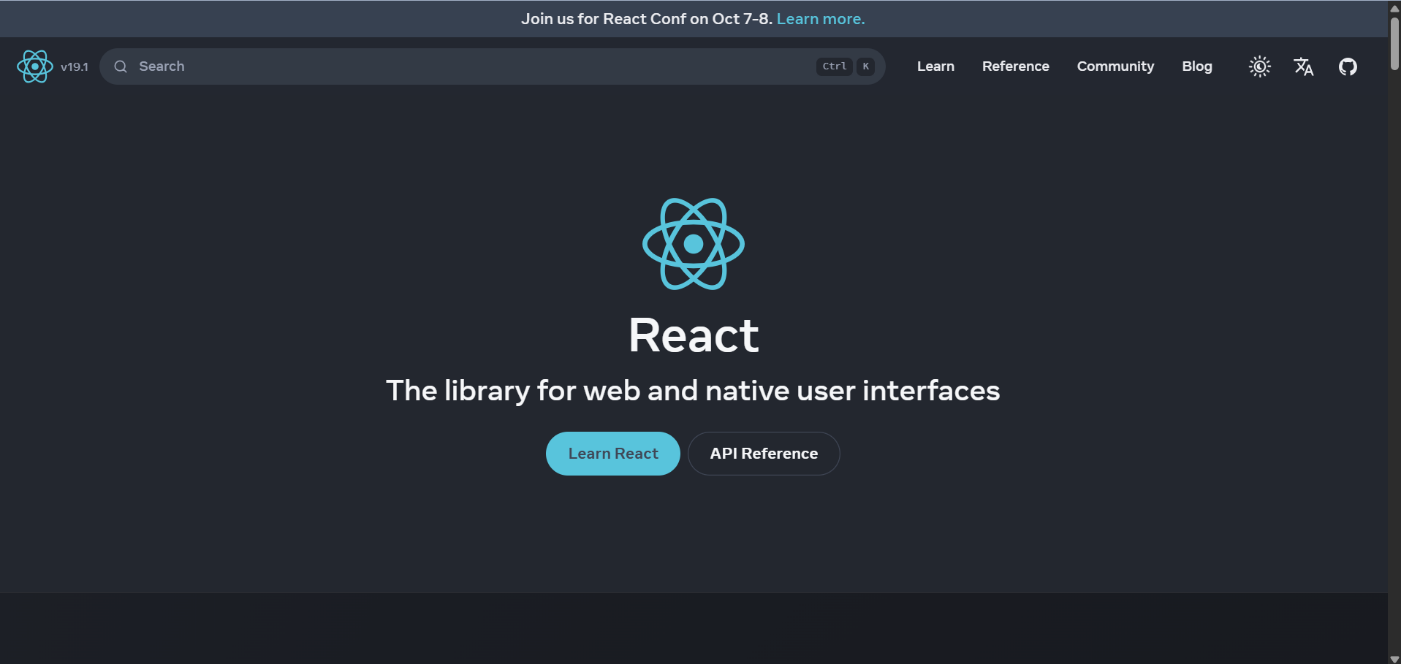 Join us for React Conf on Oct 7-8. Learn more.
v19.1 Search Ctrl K Learn Reference Community Blog
React
The library for web and native user interfaces
Learn React API Reference